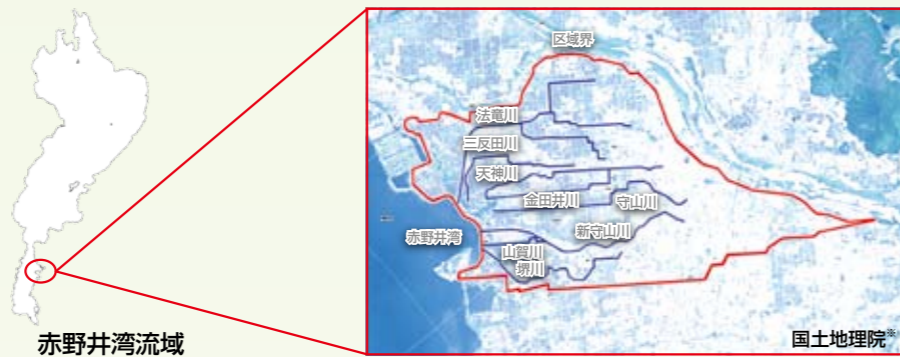 区域界
法竜川
三反田川
天神川
金田井川
守山川
赤野井湾
新守山川
山賀川
堺川
国土地理院※
赤野井湾流域